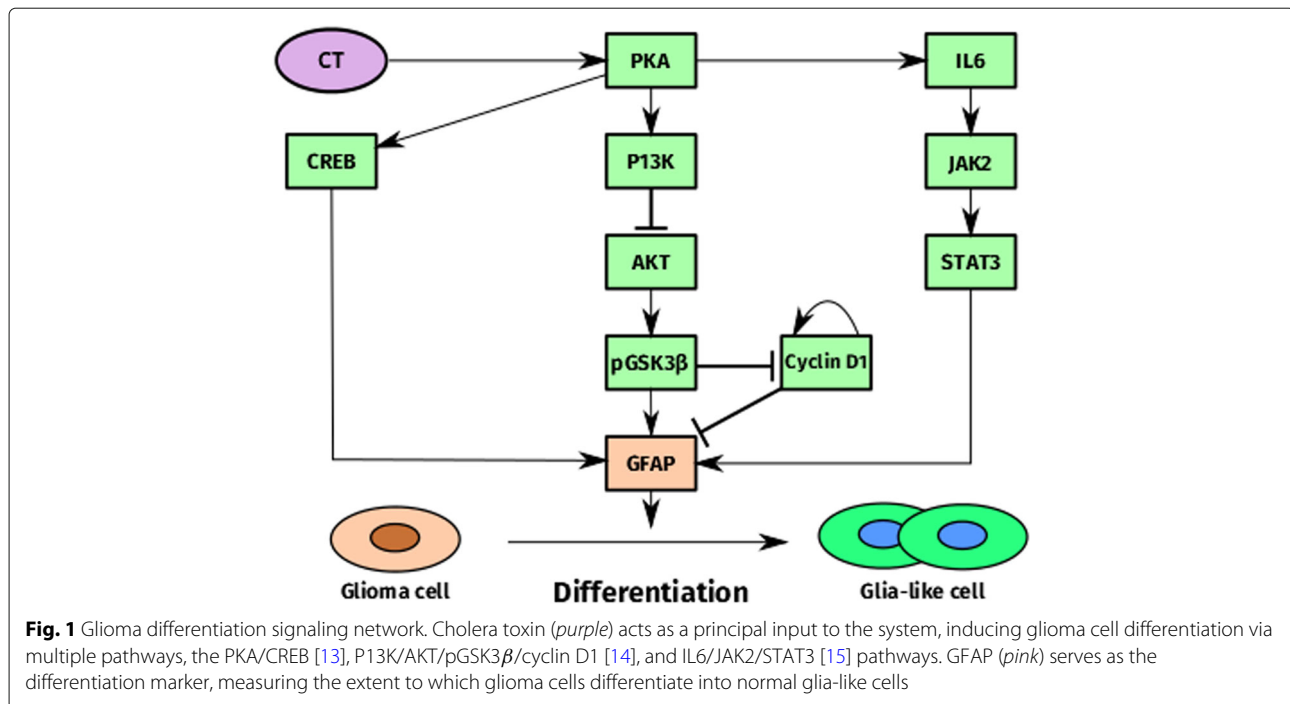 CT
PKA
IL6
CREB
P13K
JAK2
AKT
STAT3
pGSK3β
Cyclin D1
GFAP
Glioma cell
Differentiation
Glia-like cell
Fig. 1 Glioma differentiation signaling network. Cholera toxin (purple) acts as a principal input to the system, inducing glioma cell differentiation via
multiple pathways, the PKA/CREB [13], P13K/AKT/pGSK3β/cyclin D1 [14], and IL6/JAK2/STAT3 [15] pathways. GFAP (pink) serves as the
differentiation marker, measuring the extent to which glioma cells differentiate into normal glia-like cells